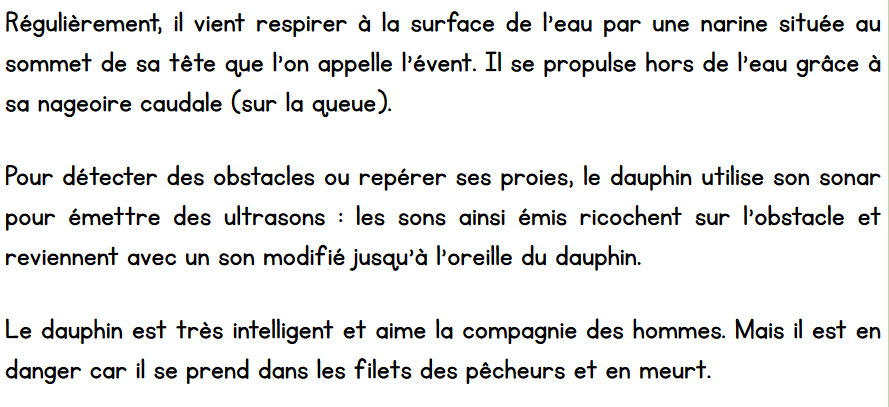 Régulièrement, il vient respirer à la surface de l'eau par une narine située au
sommet de sa tête que l'on appelle l'évent. Il se propulse hors de l'eau grâce à
sa nageoire caudale (sur la queue).
Pour détecter des obstacles ou repérer ses proies, le dauphin utilise son sonar
pour émettre des ultrasons : les sons ainsi émis ricochent sur l'obstacle et
reviennent avec un son modifié jusqu'à l'oreille du dauphin.
Le dauphin est très intelligent et aime la compagnie des hommes. Mais il est en
danger car il se prend dans les filets des pêcheurs et en meurt.